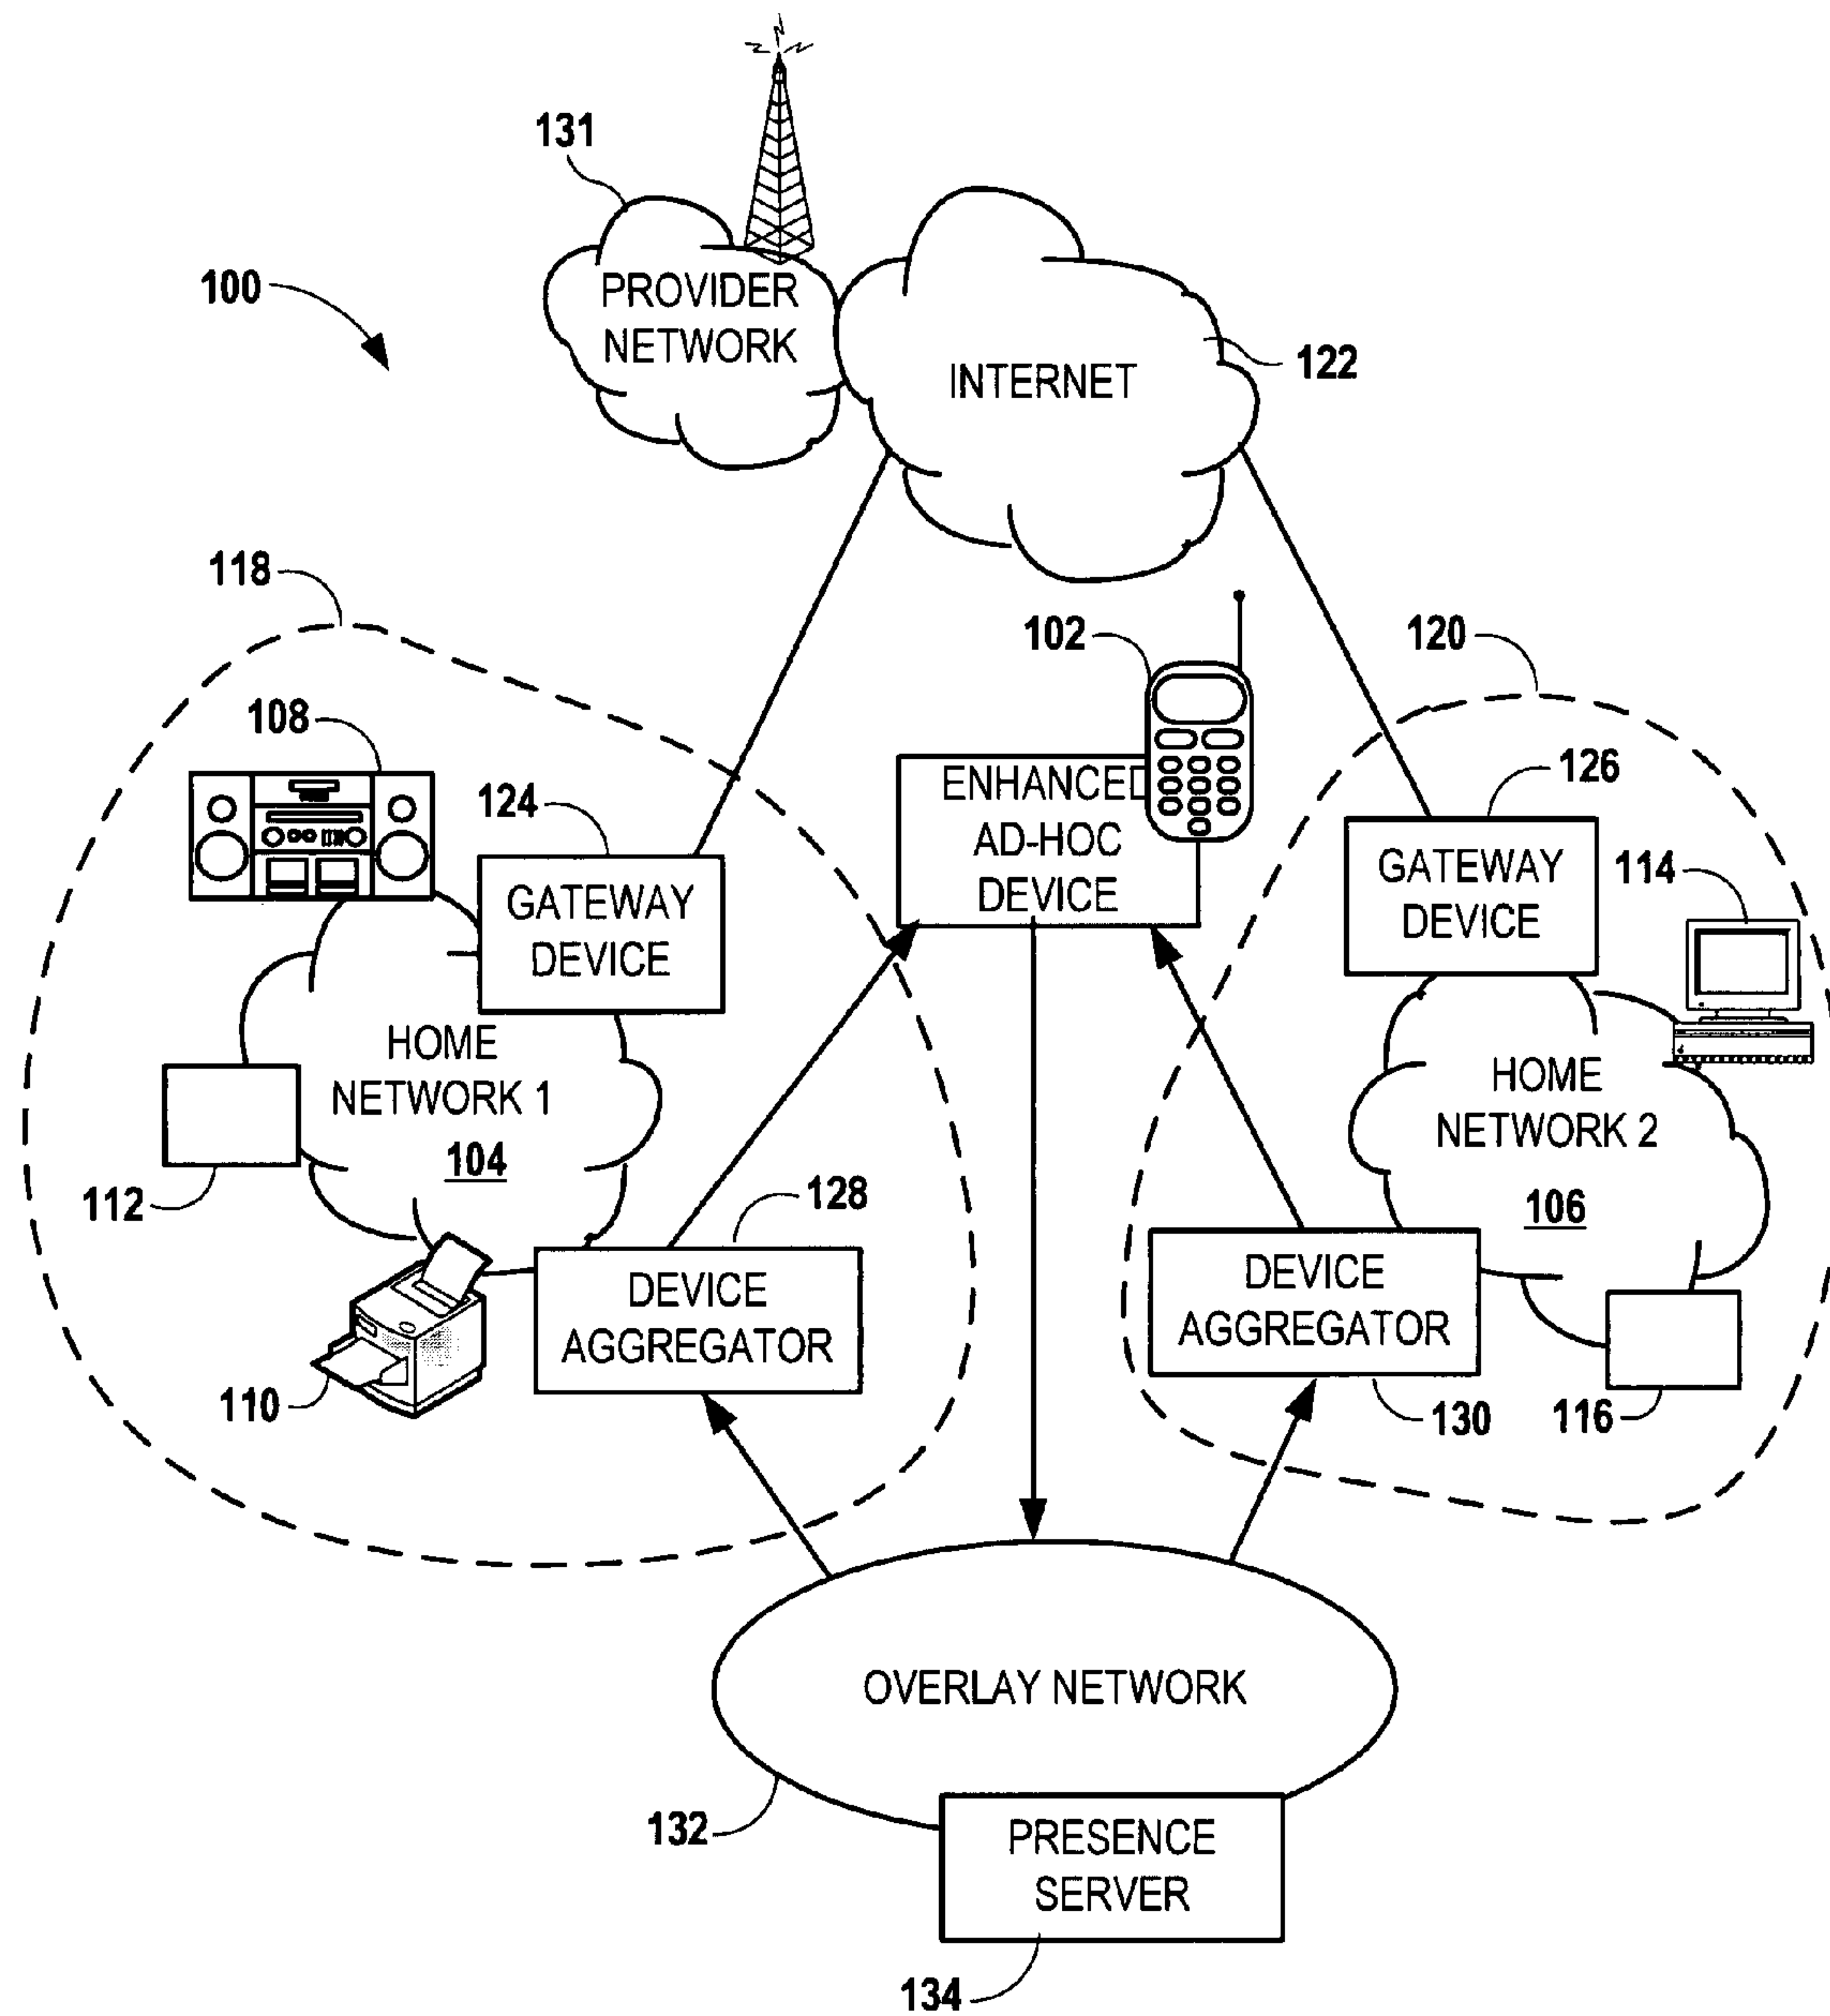 131
100
PROVIDER
NETWORK
INTERNET
122
118
102
120
108
124
ENHANCED
AD-HOC
DEVICE
126
GATEWAY
DEVICE
GATEWAY
DEVICE
114
HOME
NETWORK 1
104
HOME
NETWORK 2
106
112
128
DEVICE
AGGREGATOR
DEVICE
AGGREGATOR
110
130
116
OVERLAY NETWORK
132
PRESENCE
SERVER
134